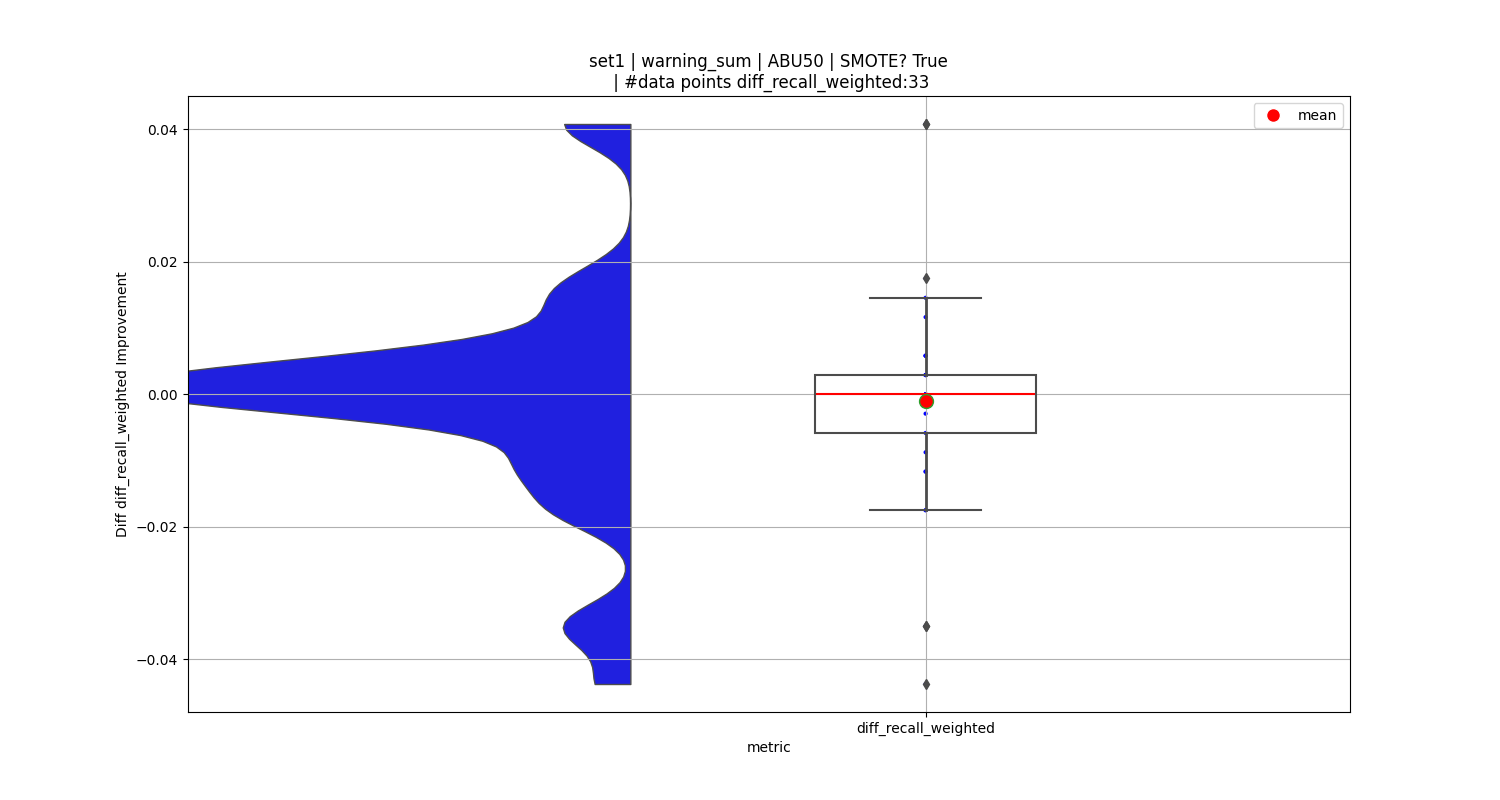 set1 | warning_sum | ABU50 | SMOTE? True
| #data points diff_recall_weighted:33
mean
0.04
0.02
0.00
−0.02
−0.04
Diff diff_recall_weighted Improvement
diff_recall_weighted
metric